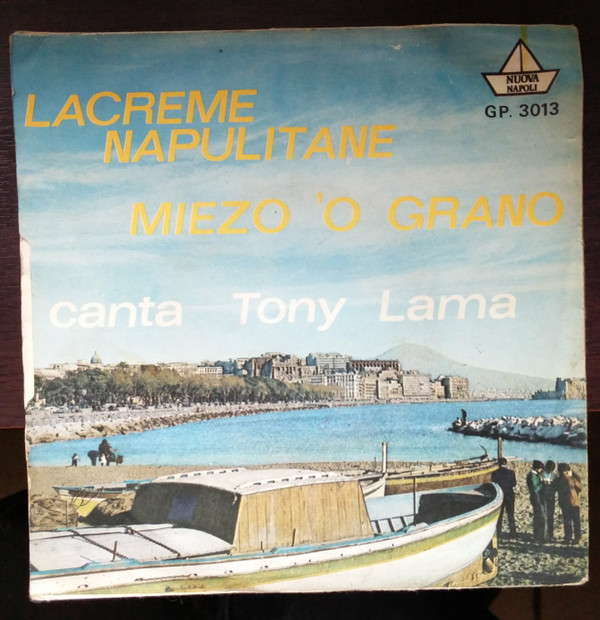 NUOVA
NAPOLI
GP. 3013
LACREME
NAPULITANE
MIEZO 'O GRANO
canta Tony Lama